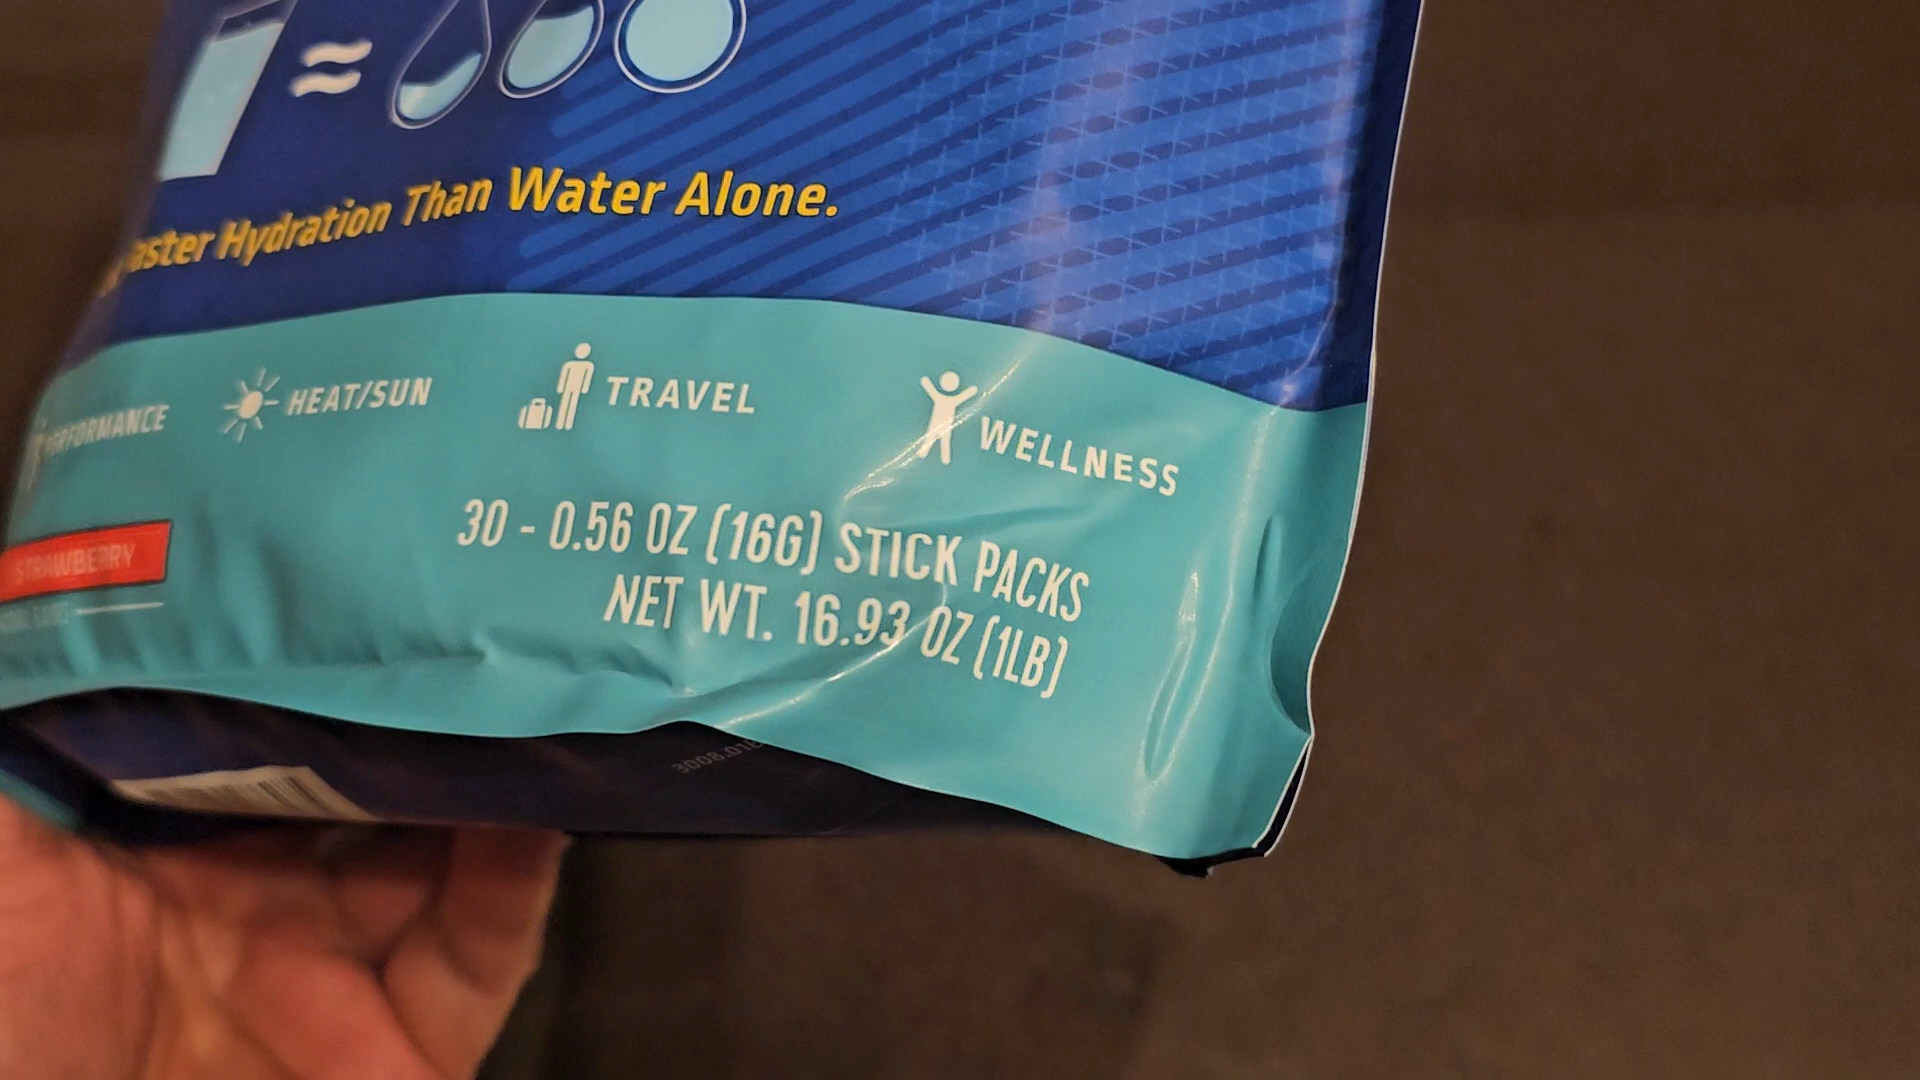 ≈
Hydration Than Water Alone.
PERFORMANCE
HEAT/SUN
TRAVEL
WELLNESS
30 - 0.56 OZ (16G) STICK PACKS
NET WT. 16.93 OZ (1LB)
STRAWBERRY